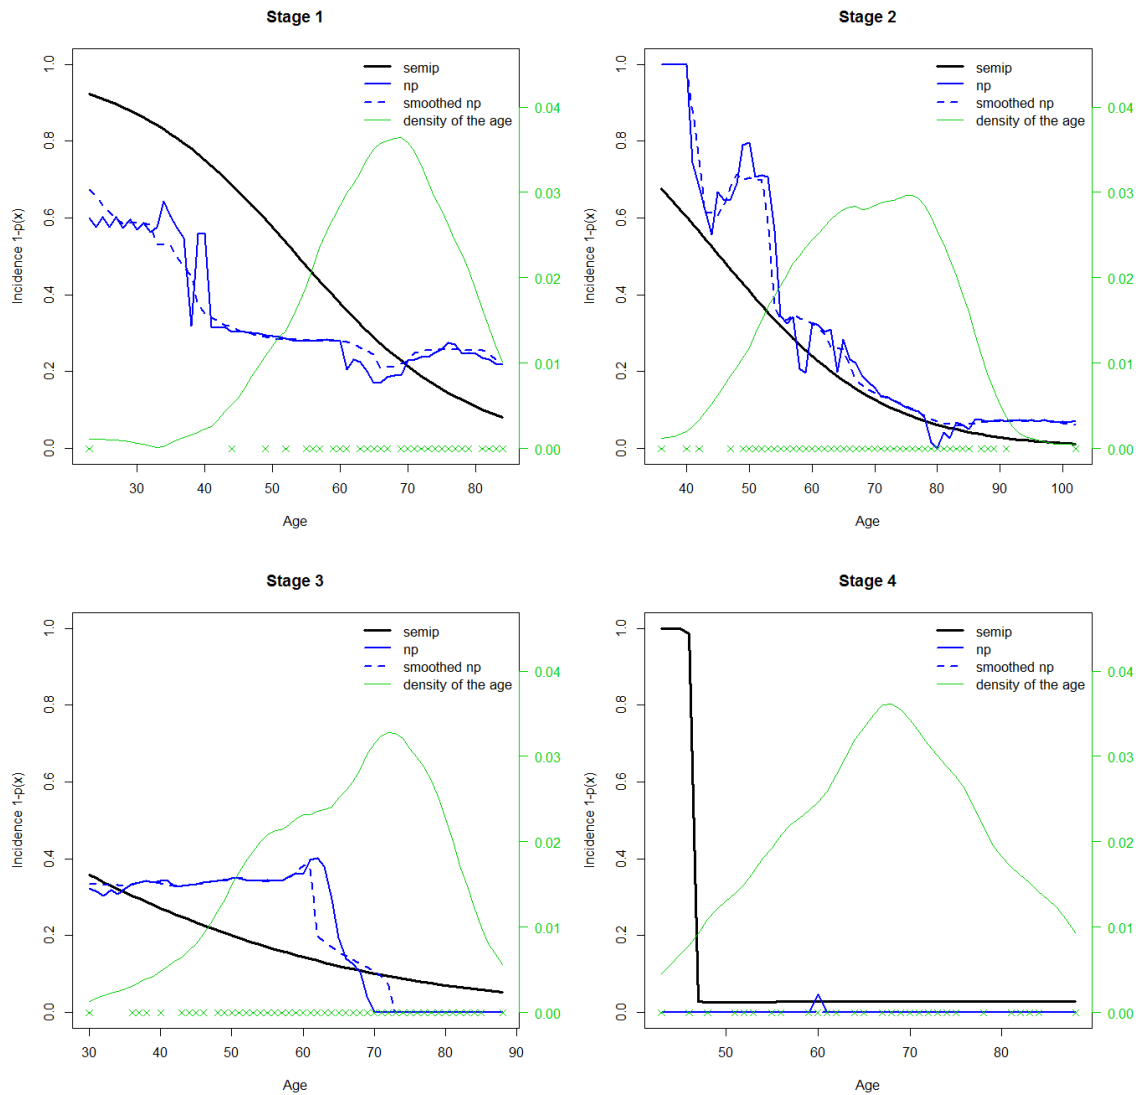 Stage 1
semip
np
smoothed np
density of the age
1.0
0.8
0.6
0.4
0.2
0.0
Incidence 1-p(x)
0.04
0.03
0.02
0.01
0.00
30 40 50 60 70 80
Age
Stage 2
semip
np
smoothed np
density of the age
1.0
0.8
0.6
0.4
0.2
0.0
Incidence 1-p(x)
0.04
0.03
0.02
0.01
0.00
40 50 60 70 80 90 100
Age
Stage 3
semip
np
smoothed np
density of the age
1.0
0.8
0.6
0.4
0.2
0.0
Incidence 1-p(x)
0.04
0.03
0.02
0.01
0.00
30 40 50 60 70 80 90
Age
Stage 4
semip
np
smoothed np
density of the age
1.0
0.8
0.6
0.4
0.2
0.0
Incidence 1-p(x)
0.04
0.03
0.02
0.01
0.00
50 60 70 80
Age